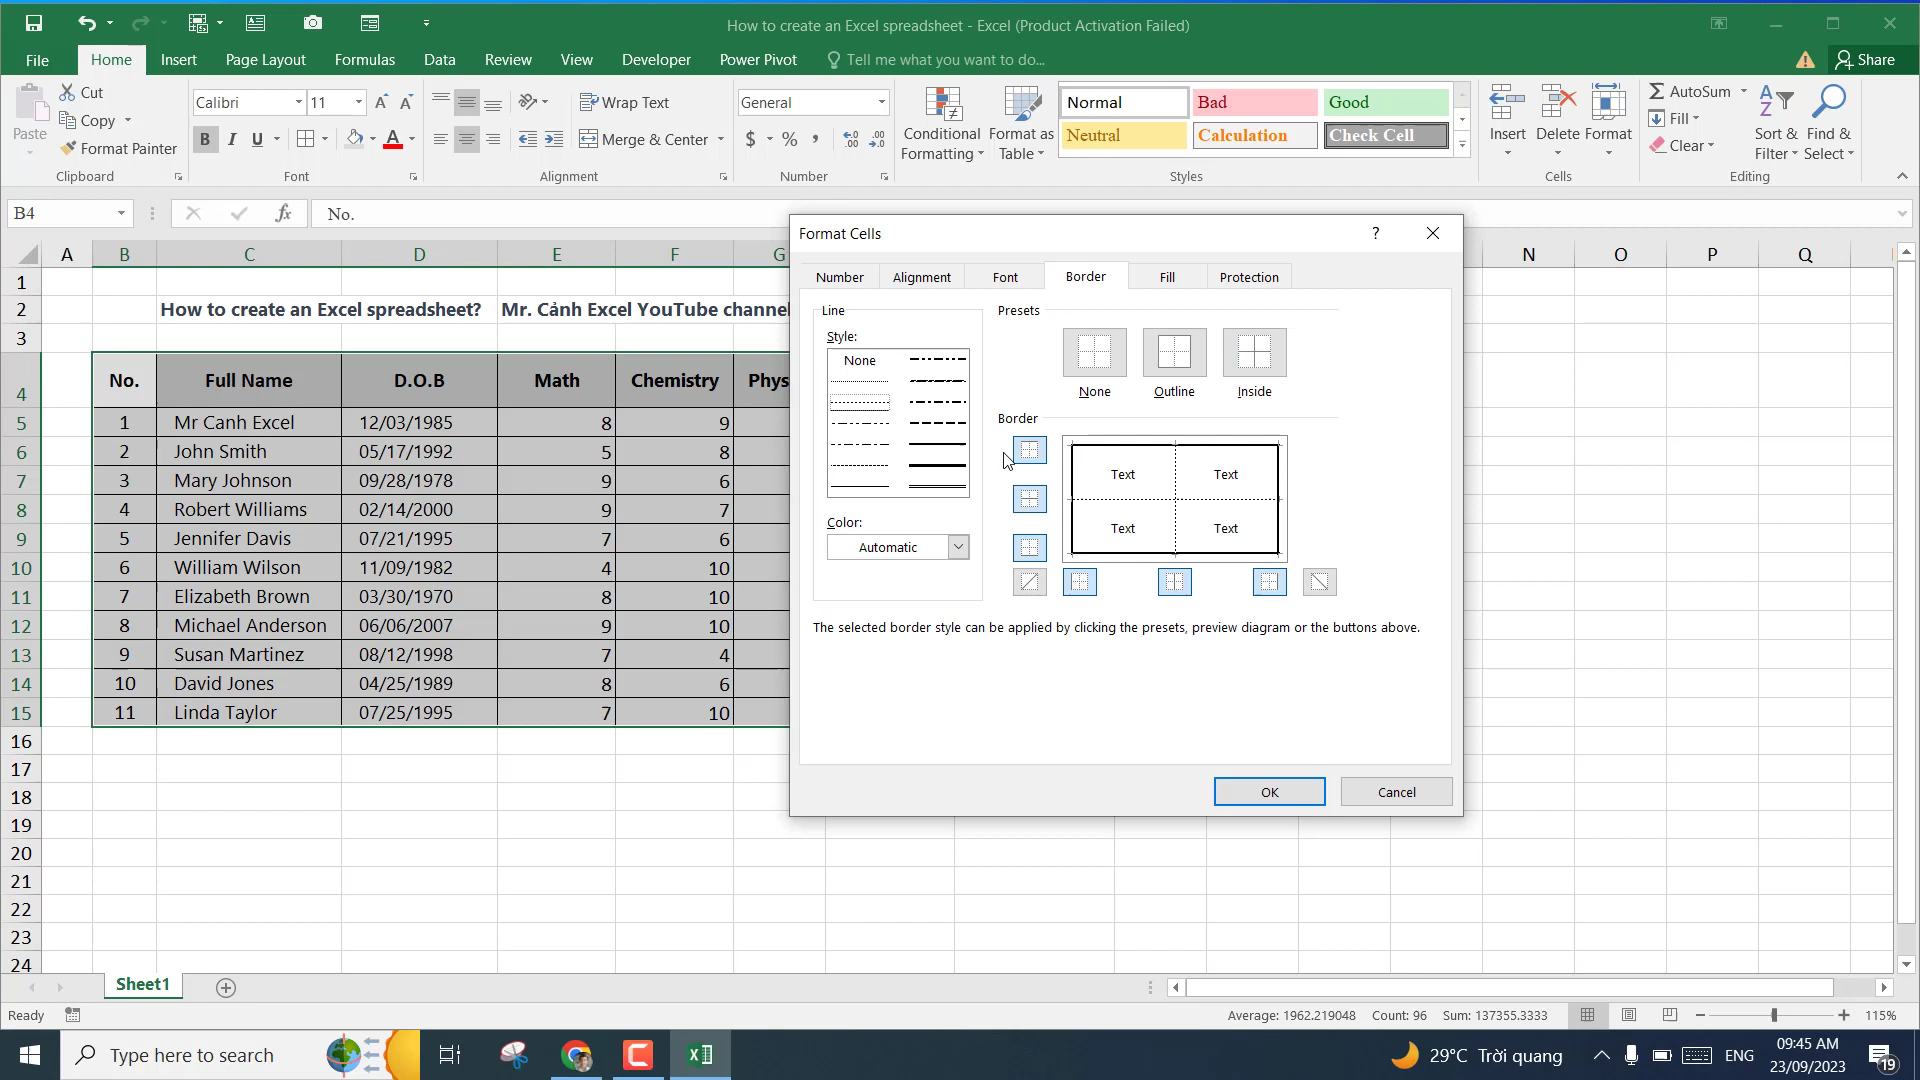 How to create an Excel spreadsheet - Excel (Product Activation Failed)
File Home Insert Page Layout Formulas Data Review View Developer Power Pivot Tell me what you want to do... Share
Paste Cut Copy Format Painter Clipboard
Calibri 11 B I U A A A Font
Wrap Text Merge & Center Alignment
General $ % , Number
Conditional Formatting Format as Table
Normal Bad Good
Neutral Calculation Check Cell
Styles
Insert Delete Format Cells
AutoSum Fill Clear Sort & Filter Find & Select Editing
B4 fx No.
A B C D E F G N O P Q
1
2 How to create an Excel spreadsheet? Mr. Cảnh Excel YouTube channel
3
4 No. Full Name D.O.B Math Chemistry Phys
5 1 Mr Canh Excel 12/03/1985 8 9
6 2 John Smith 05/17/1992 5 8
7 3 Mary Johnson 09/28/1978 9 6
8 4 Robert Williams 02/14/2000 9 7
9 5 Jennifer Davis 07/21/1995 7 6
10 6 William Wilson 11/09/1982 4 10
11 7 Elizabeth Brown 03/30/1970 8 10
12 8 Michael Anderson 06/06/2007 9 10
13 9 Susan Martinez 08/12/1998 7 4
14 10 David Jones 04/25/1989 8 6
15 11 Linda Taylor 07/25/1995 7 10
16
17
18
19
20
21
22
23
24
Format Cells ?
Number Alignment Font Border Fill Protection
Line
Style:
None
Color:
Automatic
Presets
None Outline Inside
Border
Text Text
Text Text
The selected border style can be applied by clicking the presets, preview diagram or the buttons above.
OK Cancel
Sheet1
Ready Average: 1962.219048 Count: 96 Sum: 137355.3333 115%
Type here to search 29°C Trời quang ENG 09:45 AM
23/09/2023 19